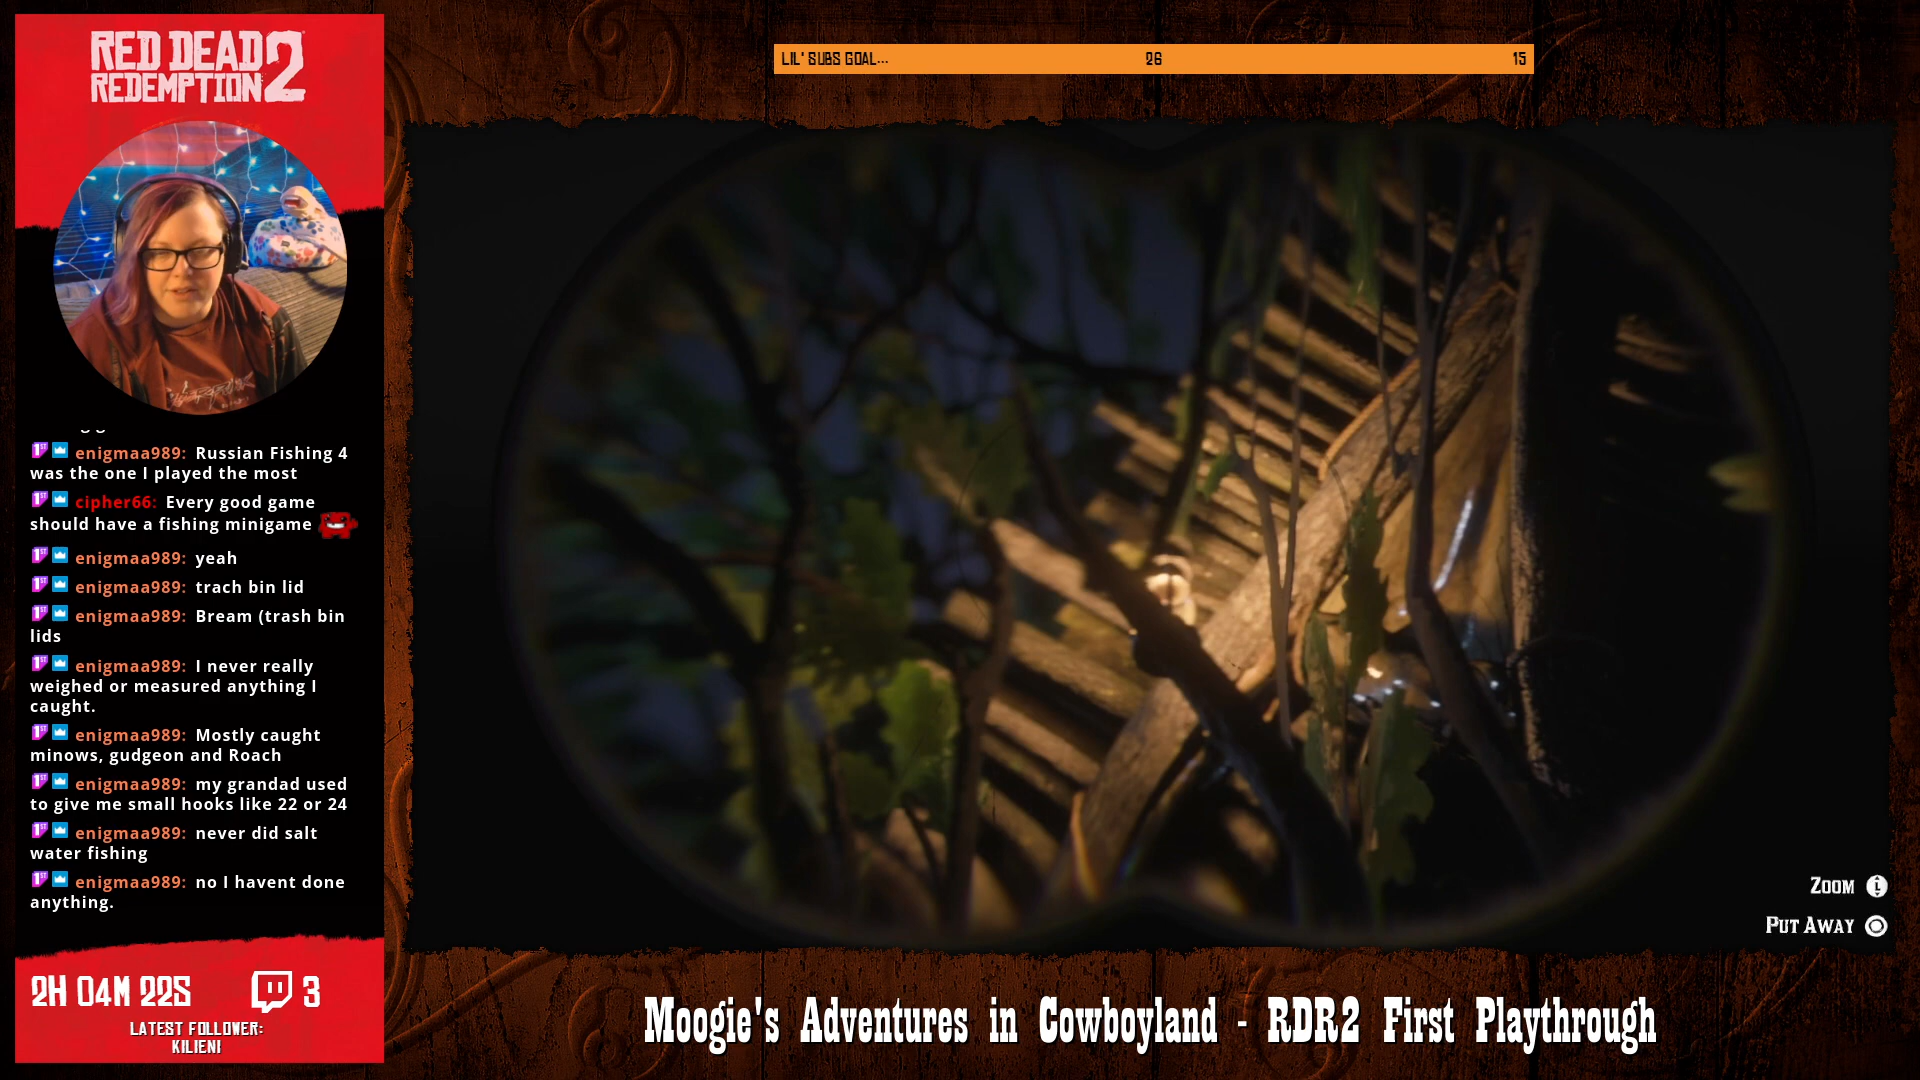 RED DEAD
REDEMPTION 2
LIL' SUBS GOAL... 26 15
enigmaa989: Russian Fishing 4
was the one I played the most
cipher66: Every good game
should have a fishing minigame
enigmaa989: yeah
enigmaa989: trach bin lid
enigmaa989: Bream (trash bin
lids
enigmaa989: I never really
weighed or measured anything I
caught.
enigmaa989: Mostly caught
minows, gudgeon and Roach
enigmaa989: my grandad used
to give me small hooks like 22 or 24
enigmaa989: never did salt
water fishing
enigmaa989: no I havent done
anything.
Zoom L
Put Away
2H 04M 22S 3
LATEST FOLLOWER:
KILIENI
Moogie's Adventures in Cowboyland - RDR2 First Playthrough